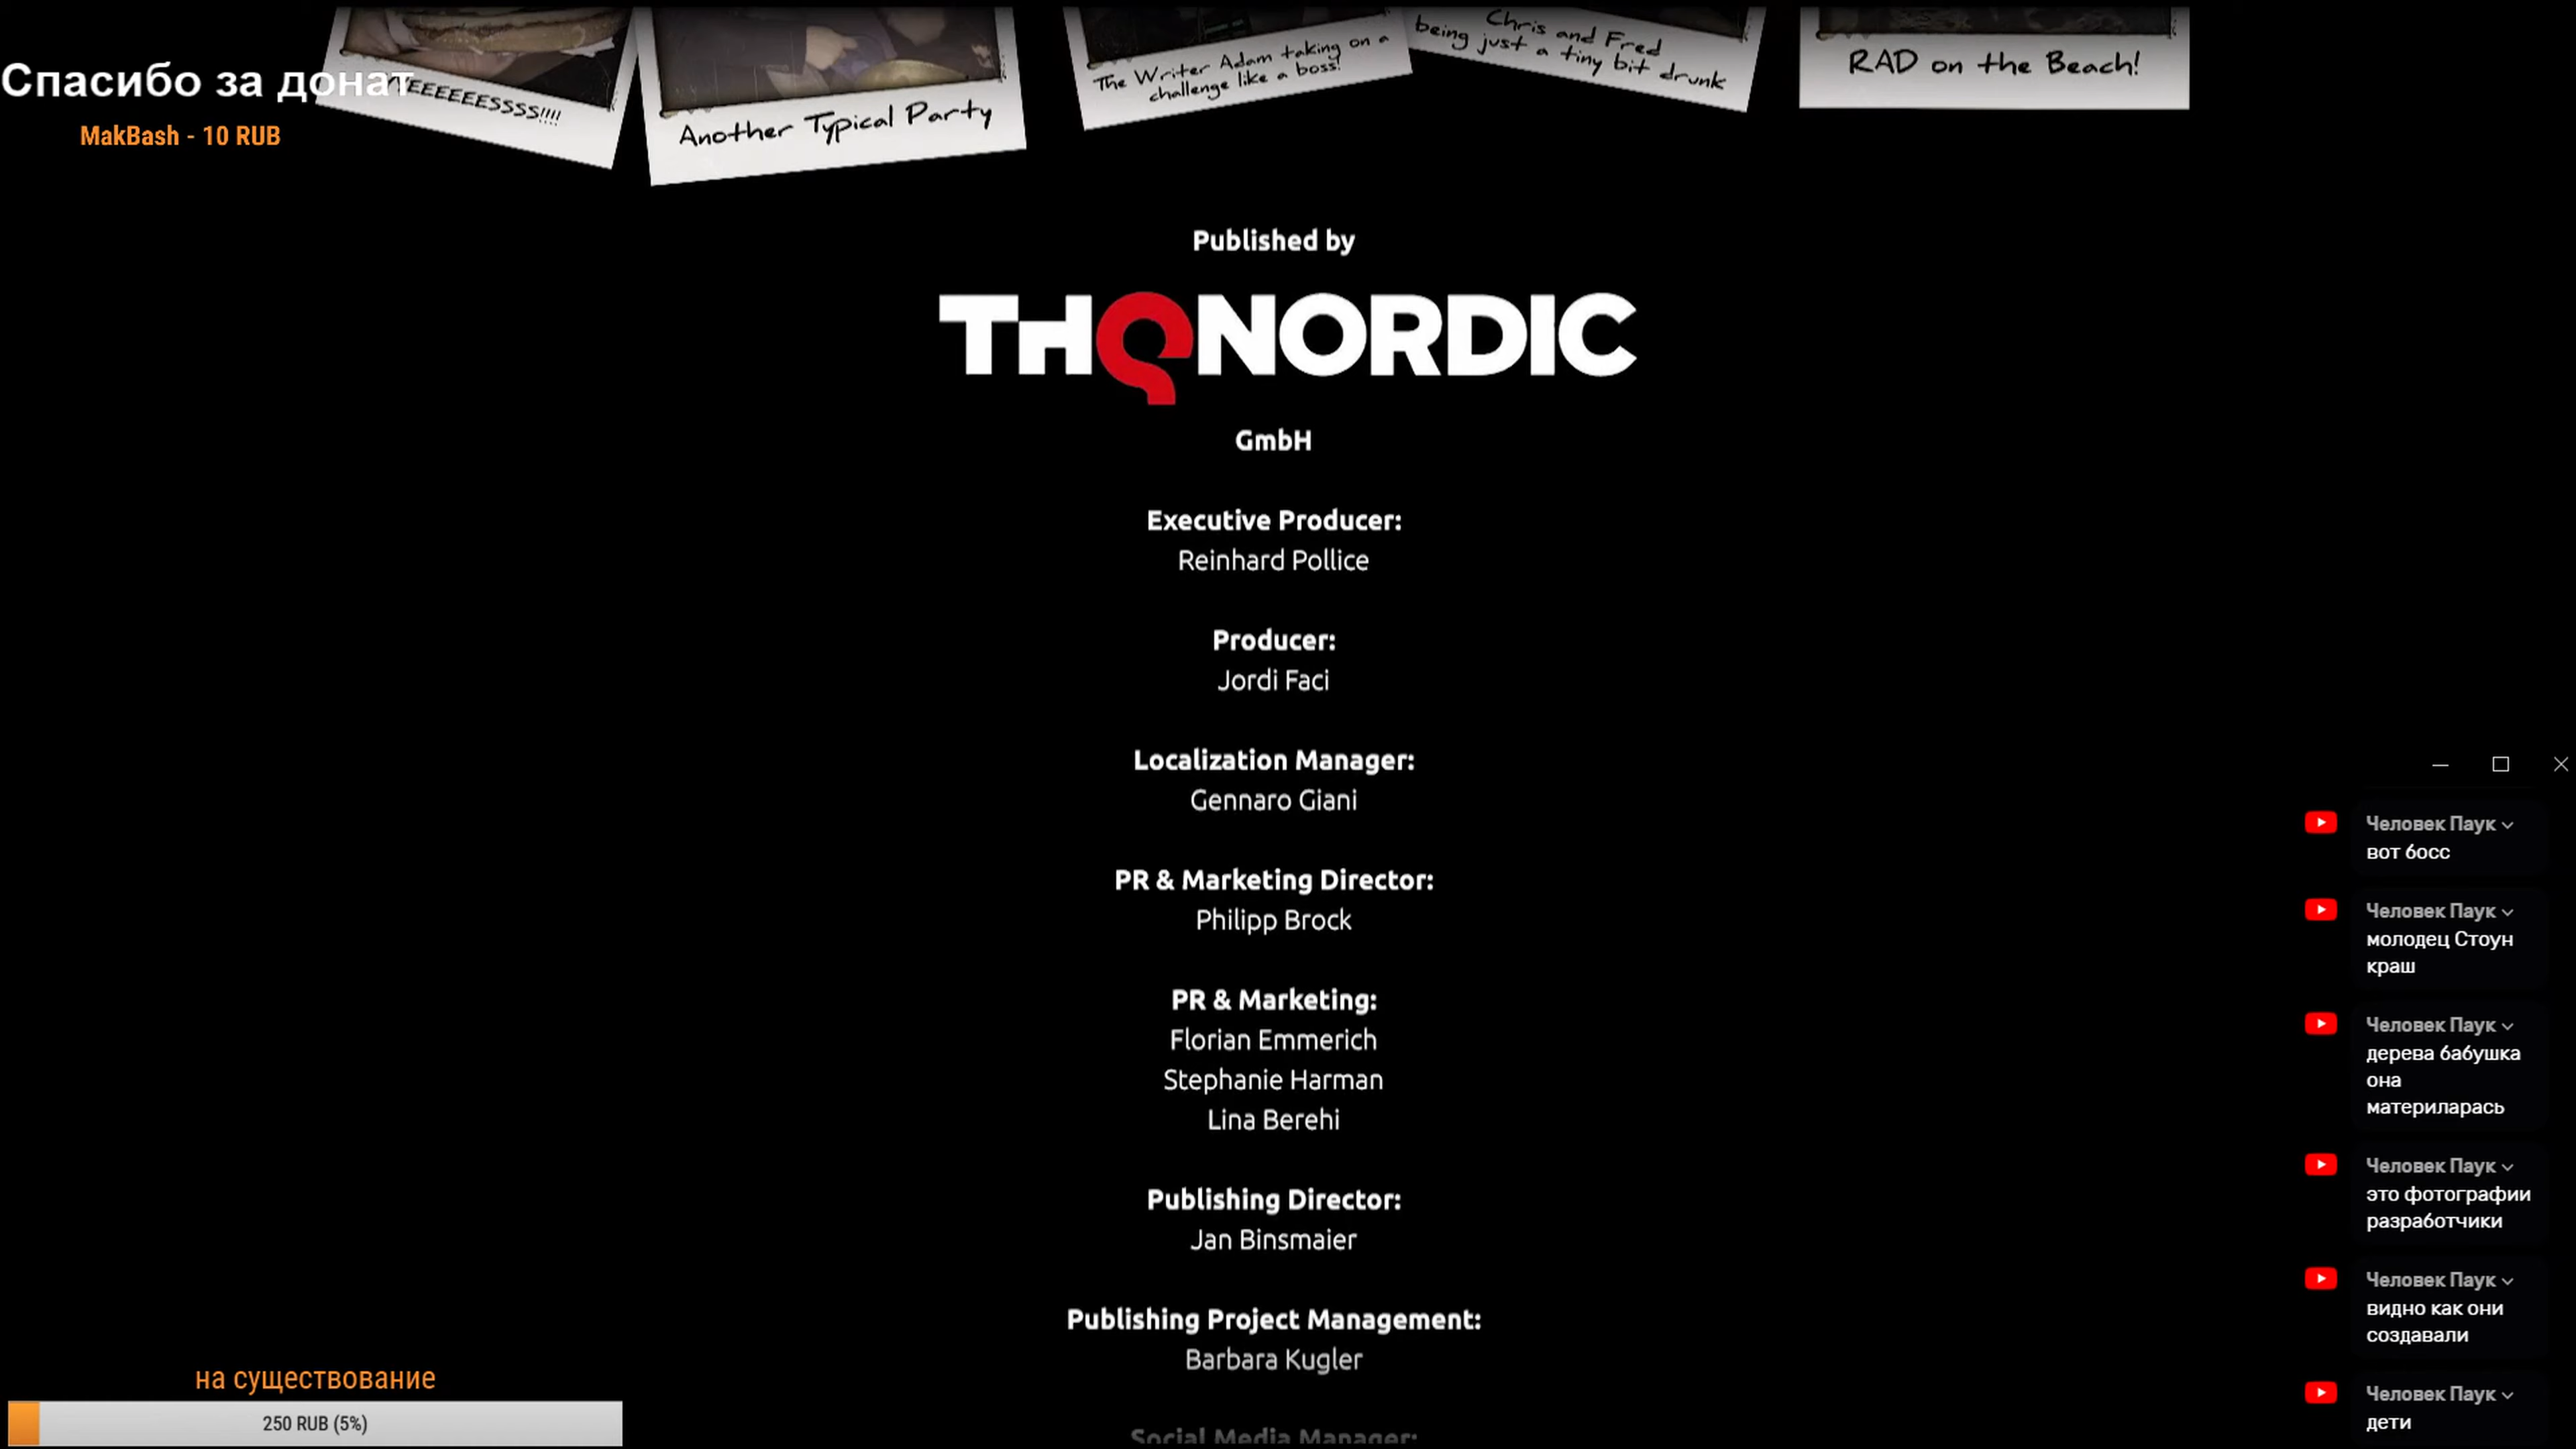 Спасибо за донат
MakBash - 10 RUB
YEEEEEESSSS!!!!
Another Typical Party
The Writer Adam taking on a
challenge like a boss!
Chris and Fred
being just a tiny bit drunk
RAD on the Beach!
Published by
THQNORDIC
GmbH
Executive Producer:
Reinhard Pollice
Producer:
Jordi Faci
Localization Manager:
Gennaro Giani
PR & Marketing Director:
Philipp Brock
PR & Marketing:
Florian Emmerich
Stephanie Harman
Lina Berehi
Publishing Director:
Jan Binsmaier
Publishing Project Management:
Barbara Kugler
Social Media Manager:
на существование
250 RUB (5%)
Человек Паук
вот босс
Человек Паук
молодец Стоун
краш
Человек Паук
дерева бабушка
она
материларась
Человек Паук
это фотографии
разработчики
Человек Паук
видно как они
создавали
Человек Паук
дети